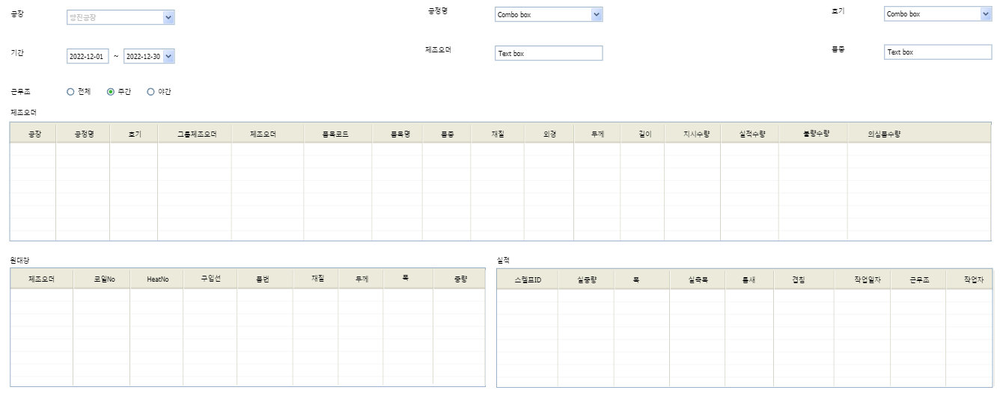 공장 당진공장 공정명 Combo box 호기 Combo box
기간 2022-12-01 ~ 2022-12-30 제조오더 Text box 품종 Text box
근무조 전체 주간 야간
제조오더
공장 공정명 호기 그룹제조오더 제조오더 품목코드 품목명 품종 재질 외경 두께 길이 지시수량 실적수량 불량수량 의심품수량
원대강 실적
제조오더 코일No HeatNo 구입선 품번 재질 두께 폭 중량 스켈프ID 실중량 폭 실측폭 틈새 겹침 작업일자 근무조 작업자